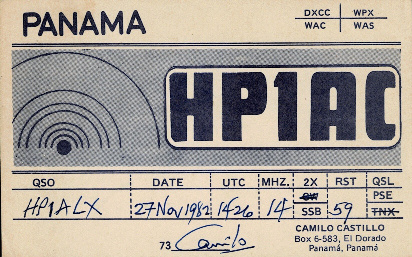 PANAMA
DXCC WPX
WAC WAS
HP1AC
QSO DATE UTC MHZ. 2X RST QSL
HP1ALX 27 Nov 1982 1426 14 CW SSB 59 PSE TNX
CAMILO CASTILLO
Box 6-583, El Dorado
Panamá, Panamá
73 Camilo